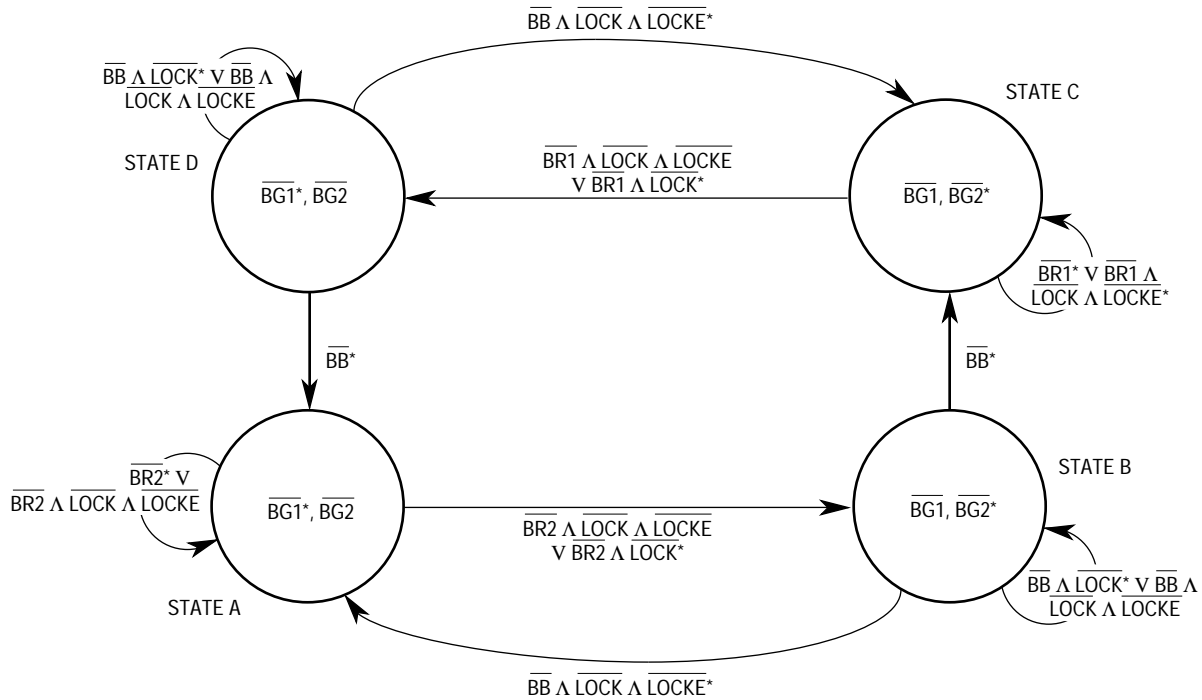 BB Λ LOCK Λ LOCKE*
BB Λ LOCK* V BB Λ
LOCK Λ LOCKE
STATE C
STATE D
BR1 Λ LOCK Λ LOCKE
V BR1 Λ LOCK*
BG1*, BG2
BG1, BG2*
BR1* V BR1 Λ
LOCK Λ LOCKE*
BB*
BB*
BR2* V
BR2 Λ LOCK Λ LOCKE
STATE B
BG1*, BG2
BG1, BG2*
BR2 Λ LOCK Λ LOCKE
V BR2 Λ LOCK*
BB Λ LOCK* V BB Λ
LOCK Λ LOCKE
STATE A
BB Λ LOCK Λ LOCKE*